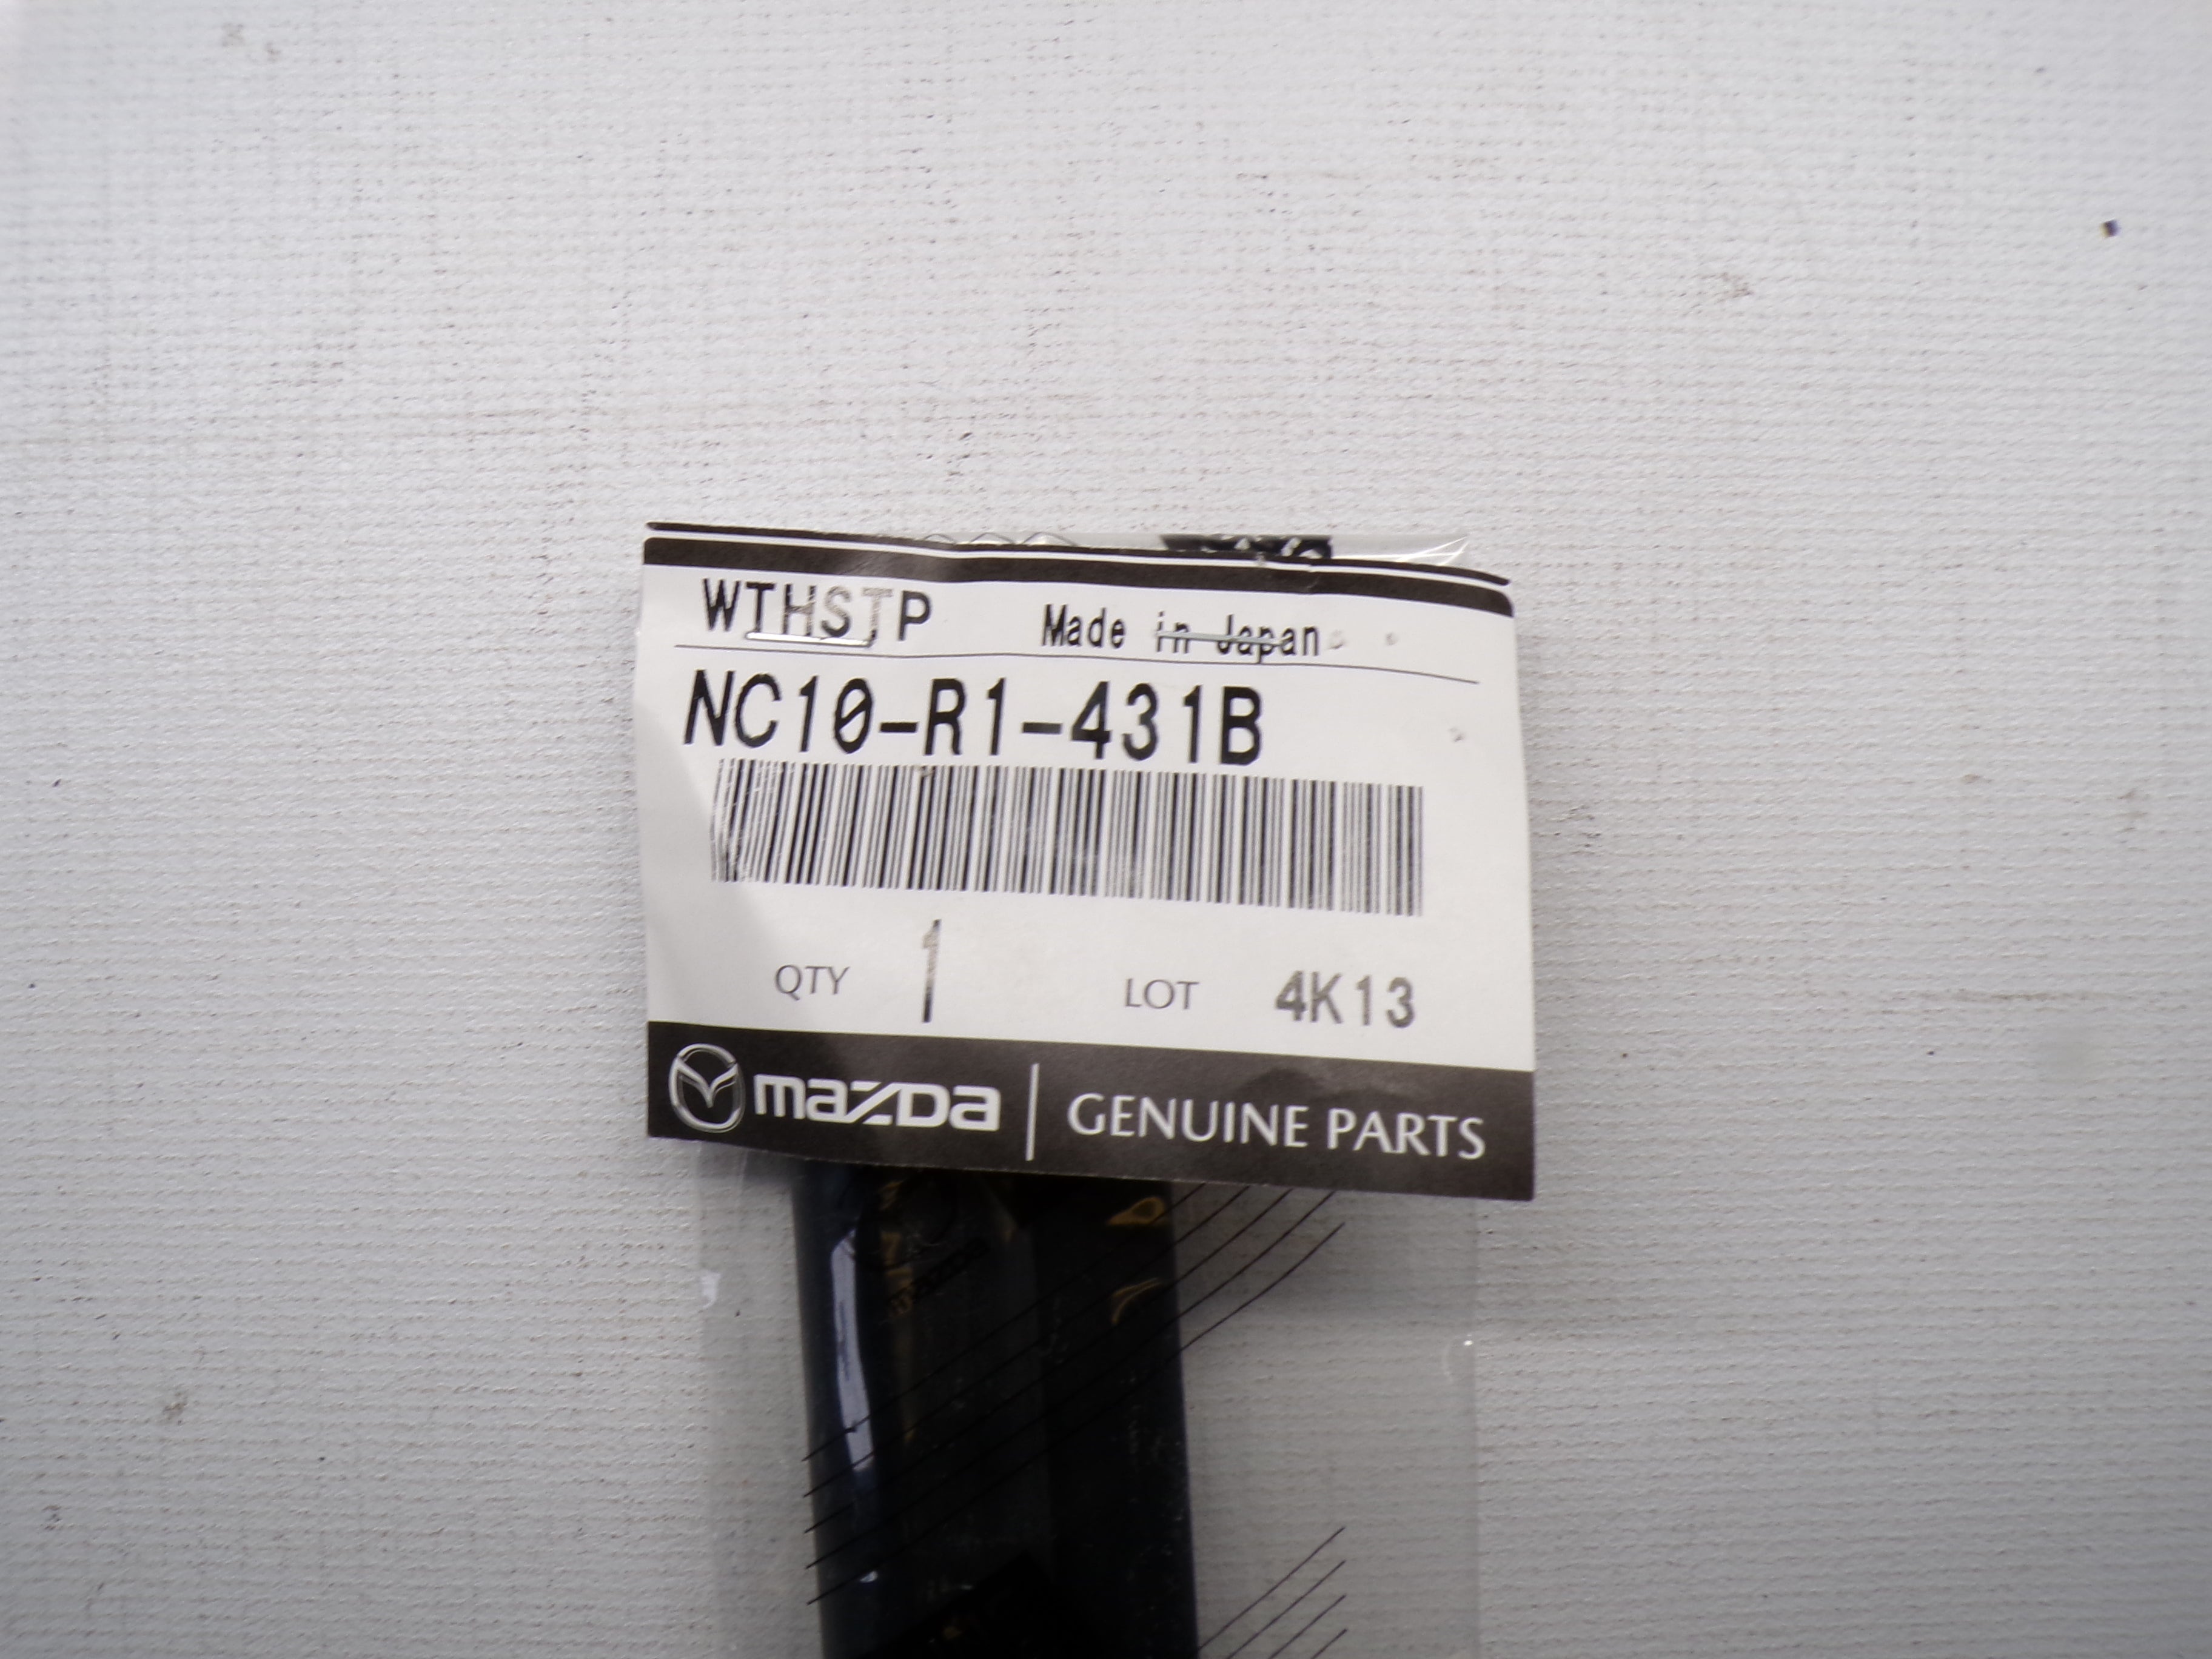 WTHSTP Made in Japan
NC10-R1-431B
QTY 1 LOT 4K13
mazda GENUINE PARTS